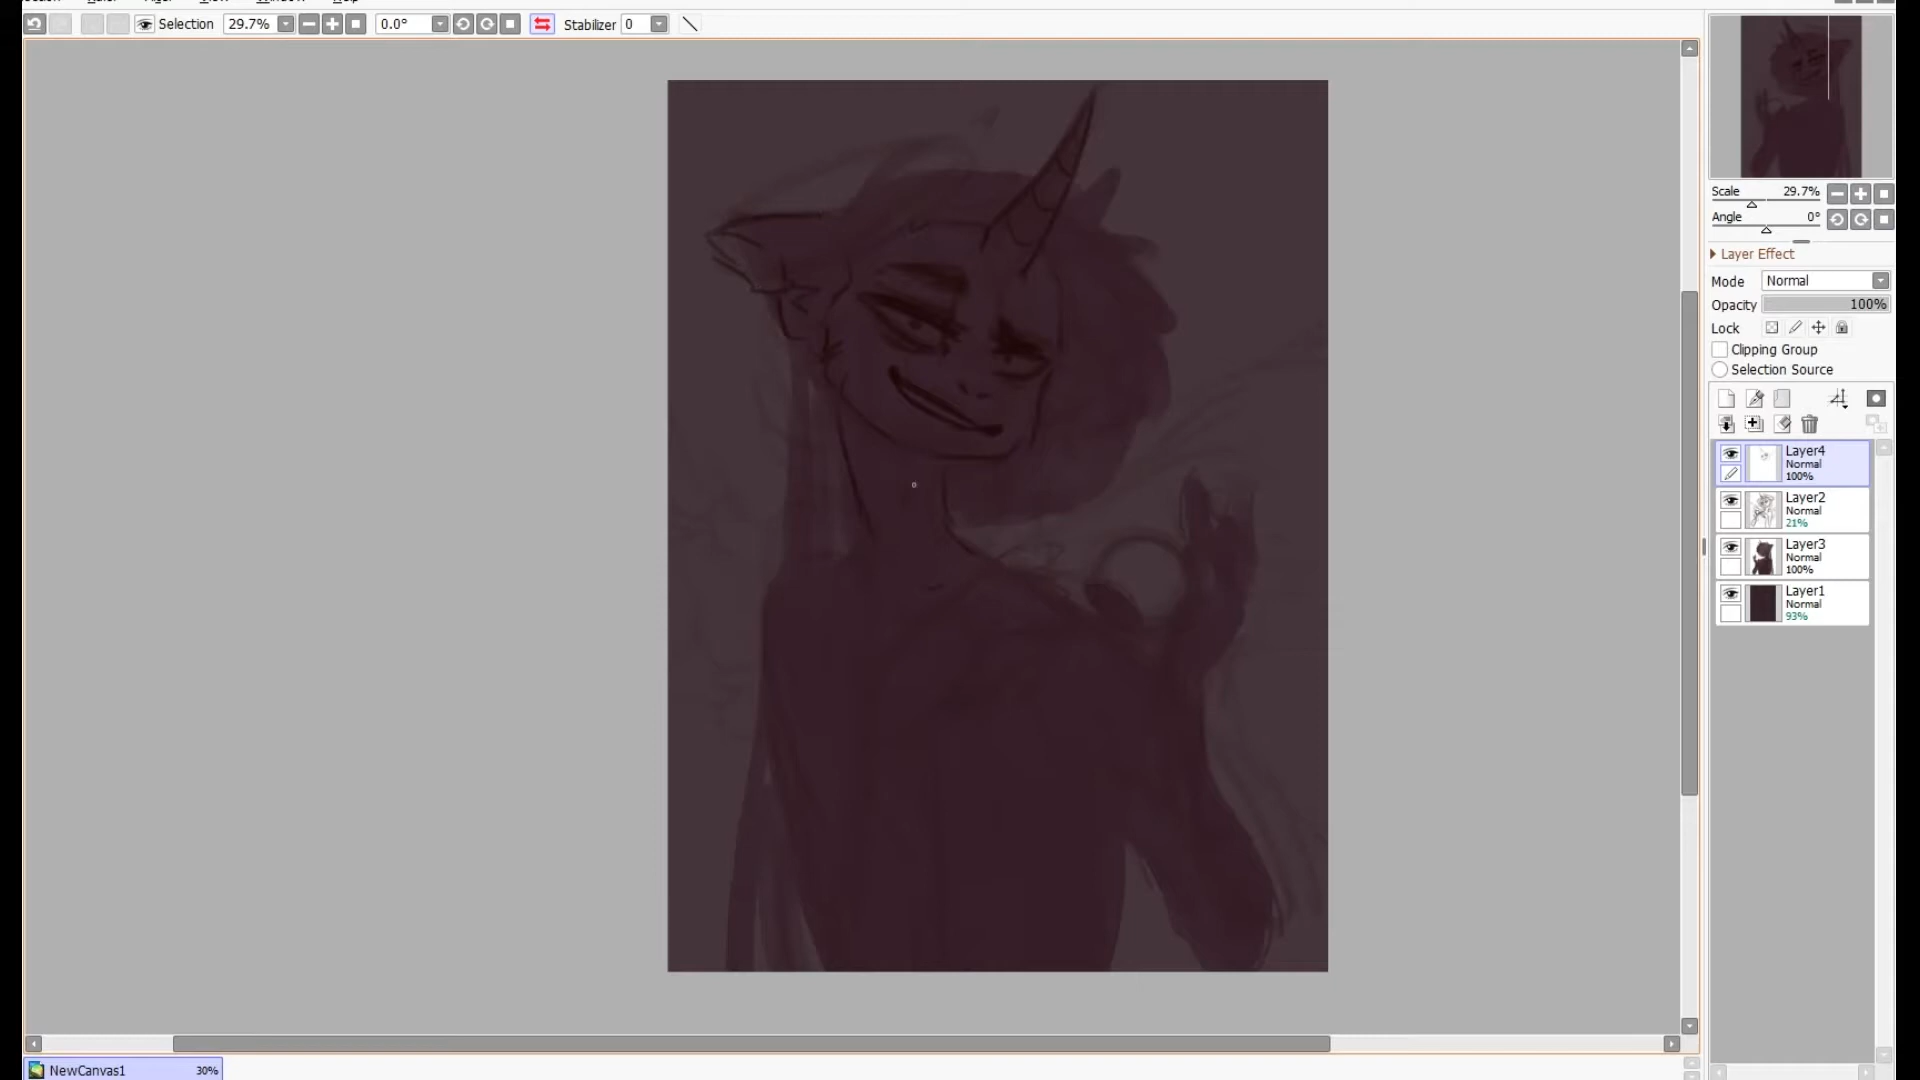 Selection 29.7% 0.0° Stabilizer 0
Scale 29.7%
Angle 0°
Layer Effect
Mode Normal
Opacity 100%
Lock
Clipping Group
Selection Source
Layer4
Normal
100%
Layer2
Normal
21%
Layer3
Normal
100%
Layer1
Normal
93%
NewCanvas1 30%